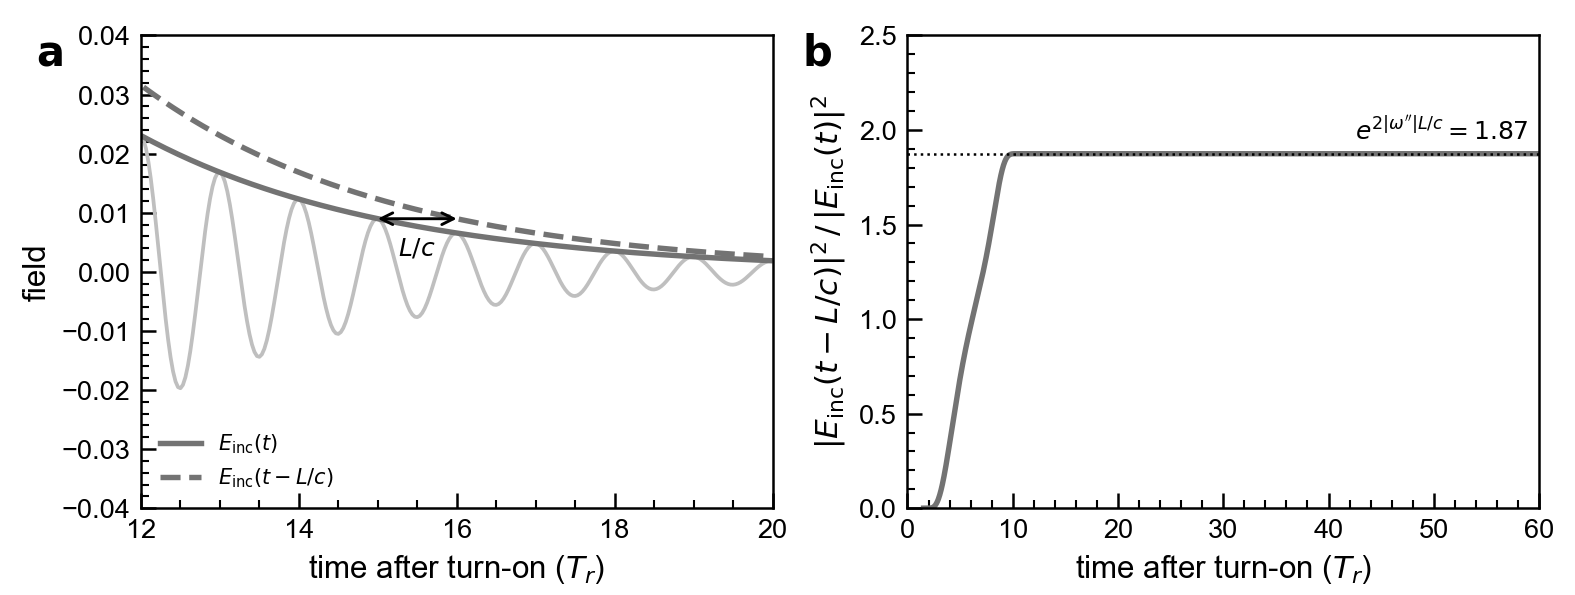 a
field
0.04
0.03
0.02
0.01
0.00
−0.01
−0.02
−0.03
−0.04
L/c
E_inc(t)
E_inc(t − L/c)
12 14 16 18 20
time after turn-on (T_r)
b
|E_inc(t − L/c)|² / |E_inc(t)|²
2.5
2.0
1.5
1.0
0.5
0.0
e^{2|ω″|L/c} = 1.87
0 10 20 30 40 50 60
time after turn-on (T_r)